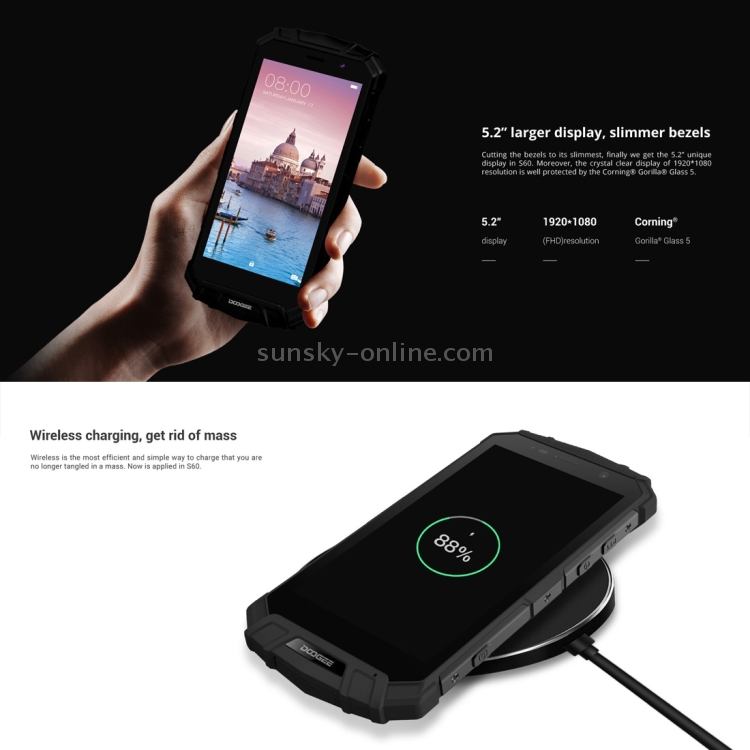 08:00
SATURDAY, JANUARY 17
DOOGEE
5.2” larger display, slimmer bezels
Cutting the bezels to its slimmest, finally we get the 5.2” unique
display in S60. Moreover, the crystal clear display of 1920*1080
resolution is well protected by the Corning® Gorilla® Glass 5.
5.2” 1920*1080 Corning®
display (FHD)resolution Gorilla® Glass 5
sunsky-online.com
Wireless charging, get rid of mass
Wireless is the most efficient and simple way to charge that you are
no longer tangled in a mass. Now is applied in S60.
88%
DOOGEE